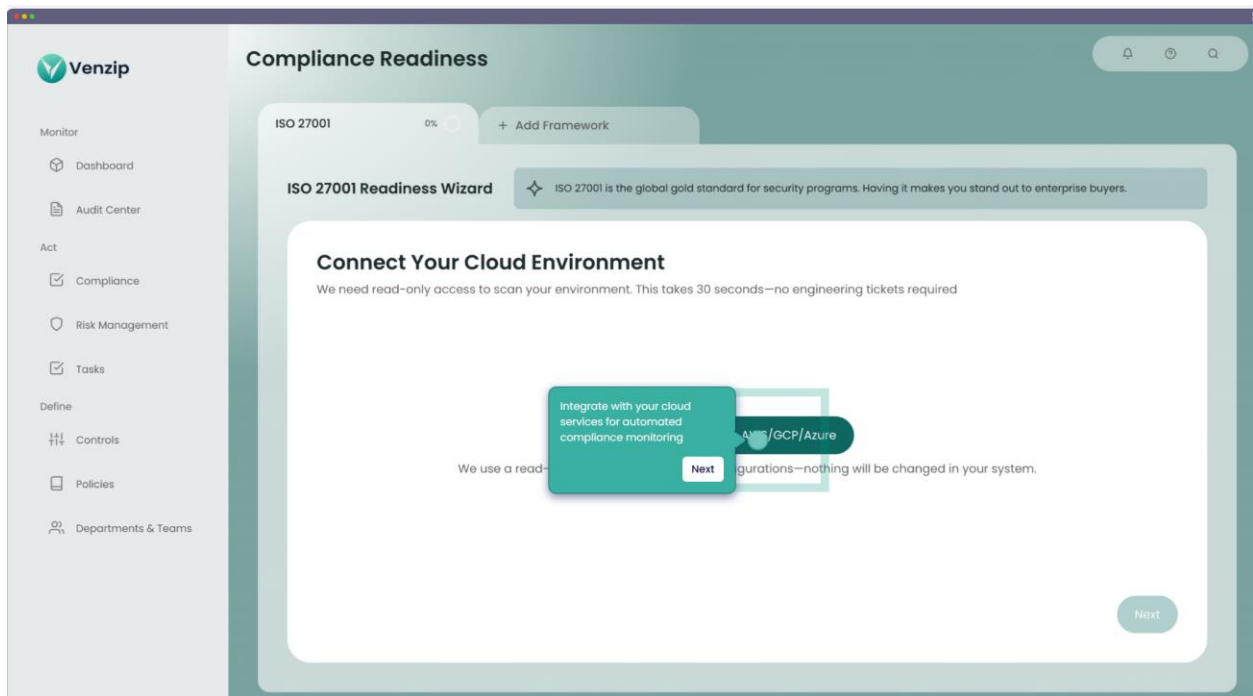 Venzip
Compliance Readiness
Monitor
Dashboard
Audit Center
Act
Compliance
Risk Management
Tasks
Define
Controls
Policies
Departments & Teams
ISO 27001
0%
+ Add Framework
ISO 27001 Readiness Wizard
ISO 27001 is the global gold standard for security programs. Having it makes you stand out to enterprise buyers.
Connect Your Cloud Environment
We need read-only access to scan your environment. This takes 30 seconds—no engineering tickets required
Integrate with your cloud
services for automated
compliance monitoring
Next
/GCP/Azure
We use a read- nothing will be changed in your system.
Next